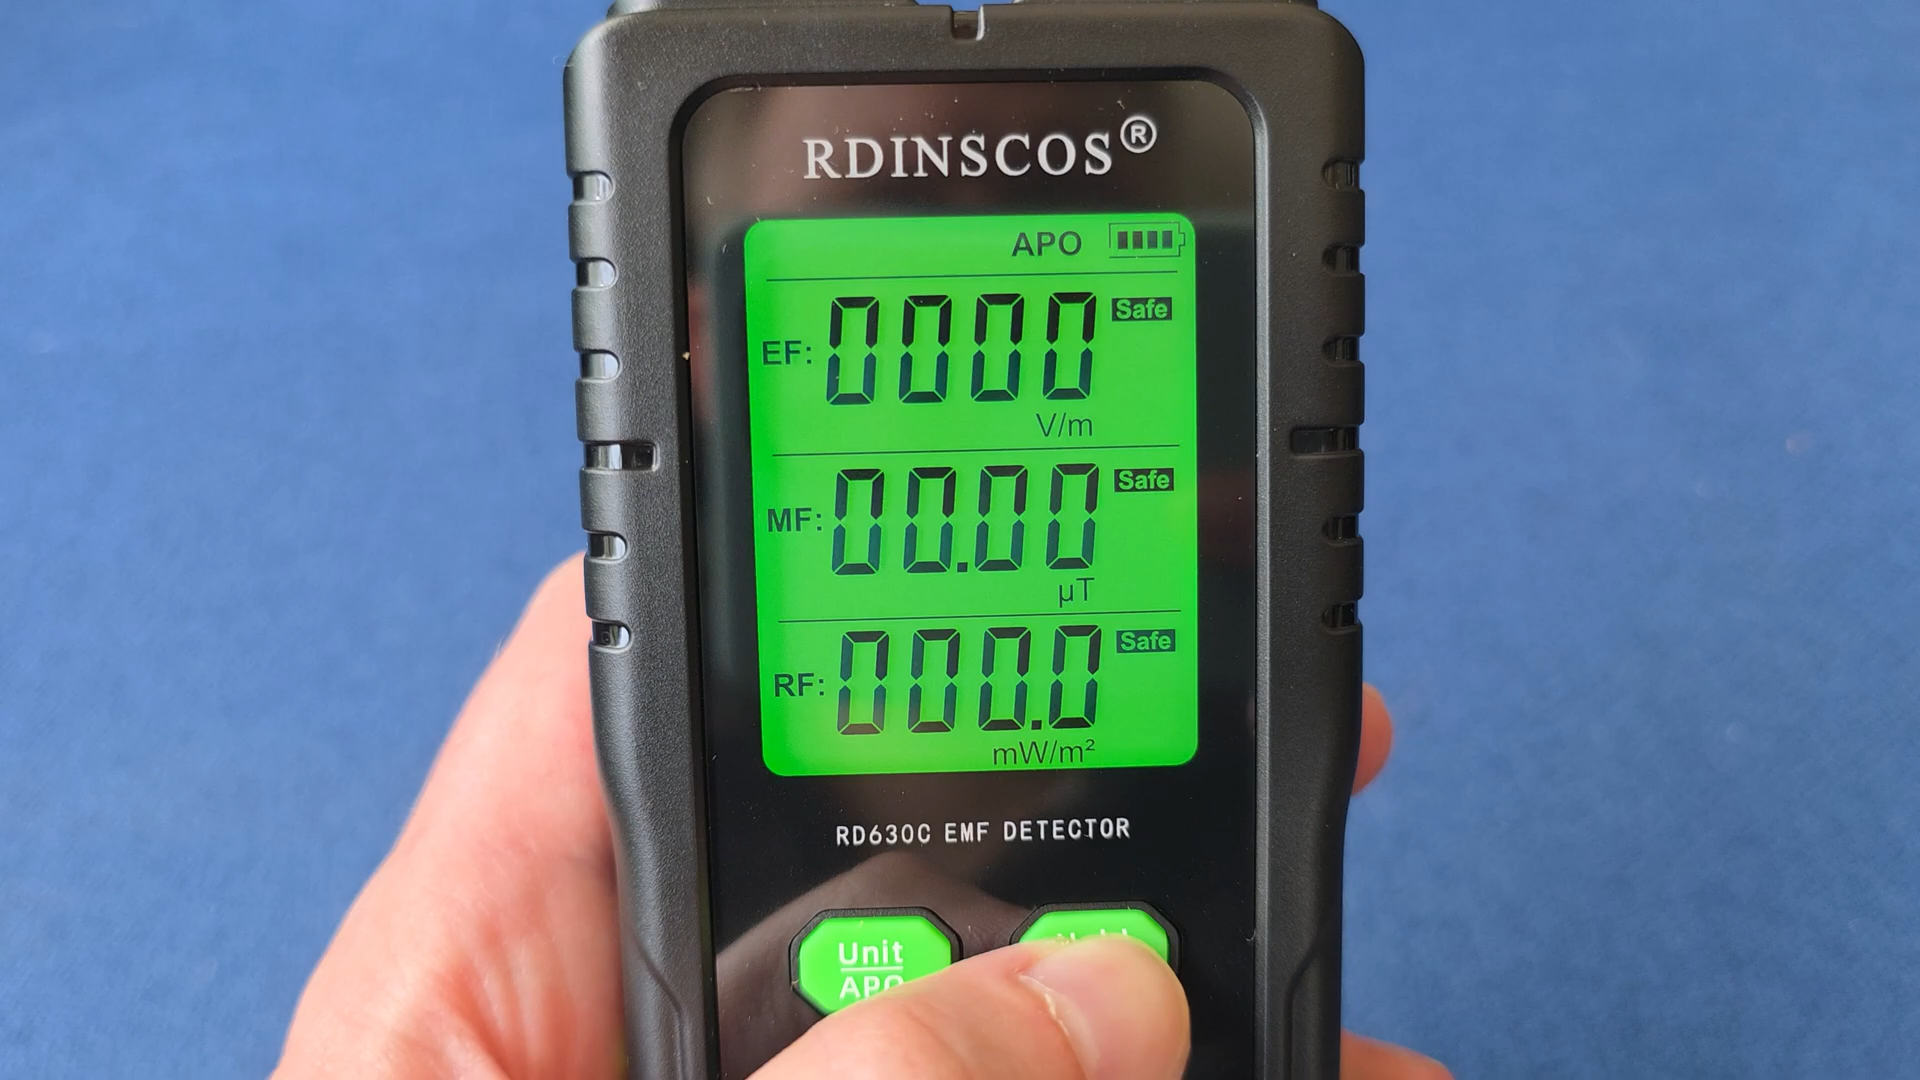 RDINSCOS®
APO
EF: 0000 Safe
V/m
MF: 00.00 Safe
µT
RF: 000.0 Safe
mW/m²
RD630C EMF DETECTOR
Unit
APO